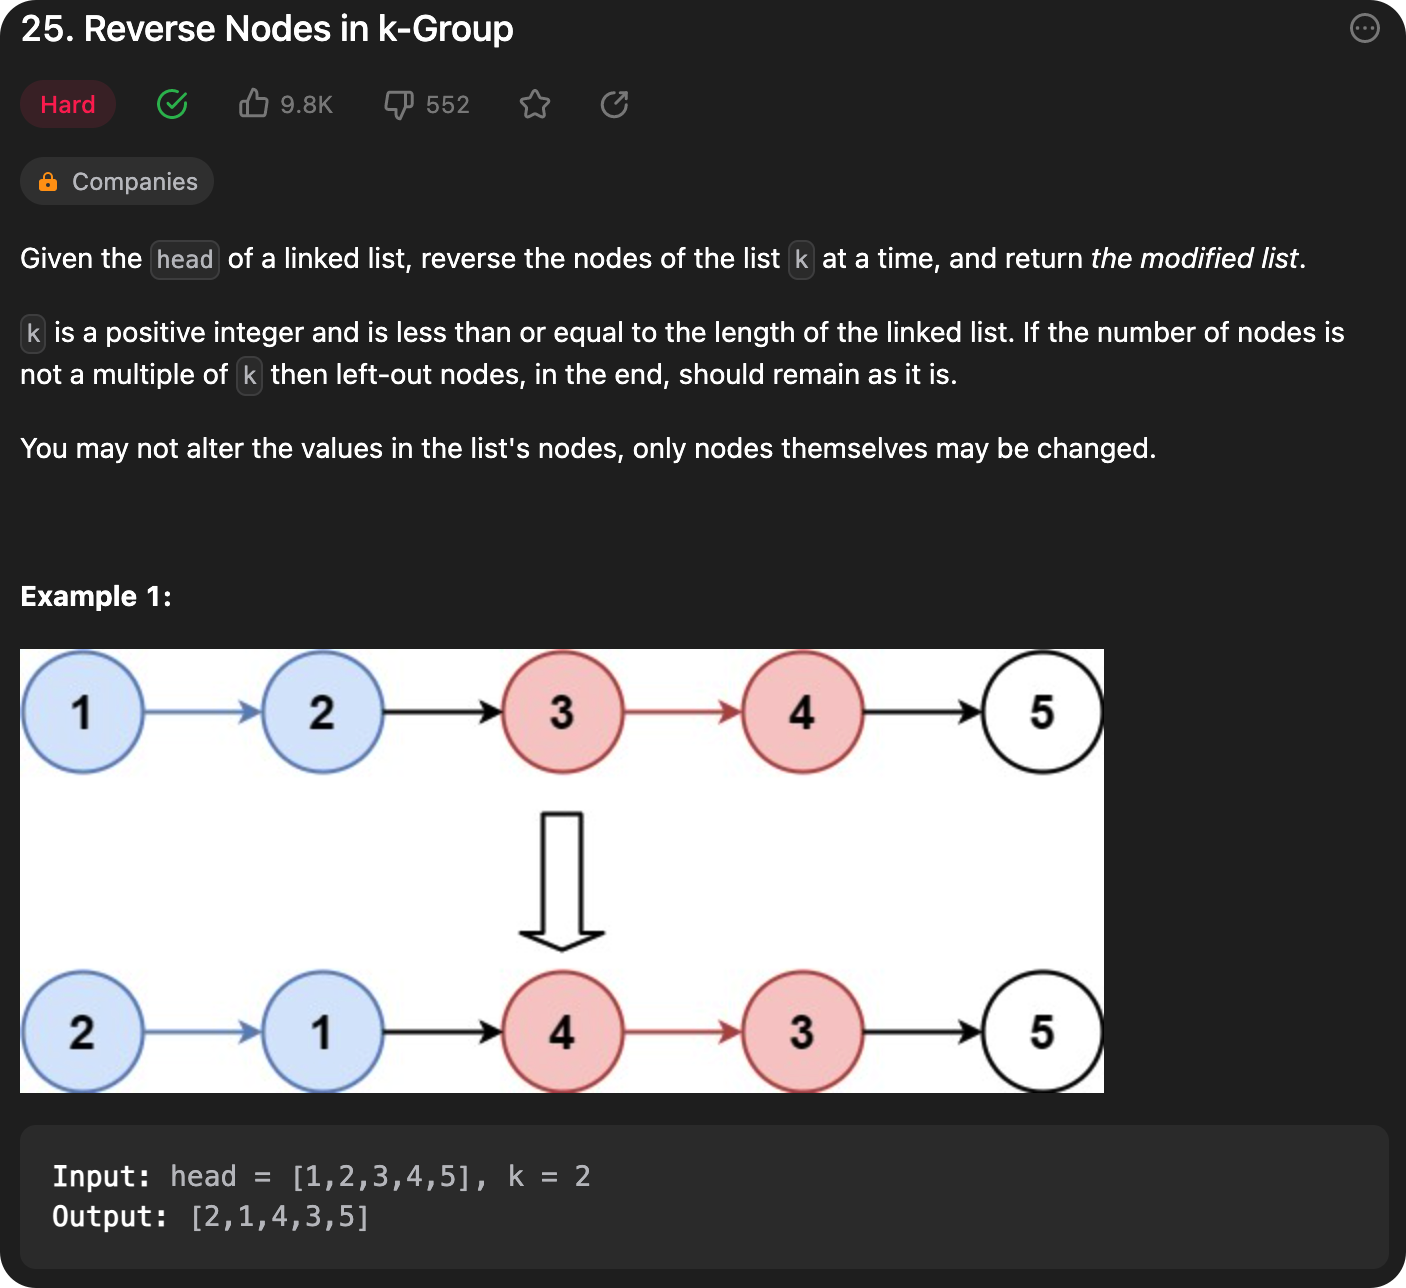 25. Reverse Nodes in k-Group
Hard 9.8K 552
Companies
Given the head of a linked list, reverse the nodes of the list k at a time, and return the modified list.
k is a positive integer and is less than or equal to the length of the linked list. If the number of nodes is
not a multiple of k then left-out nodes, in the end, should remain as it is.
You may not alter the values in the list's nodes, only nodes themselves may be changed.
Example 1:
1 2 3 4 5
2 1 4 3 5
Input: head = [1,2,3,4,5], k = 2
Output: [2,1,4,3,5]